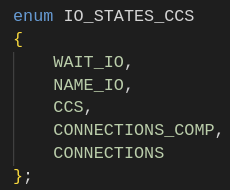 enum IO_STATES_CCS
{
    WAIT_IO,
    NAME_IO,
    CCS,
    CONNECTIONS_COMP,
    CONNECTIONS
};